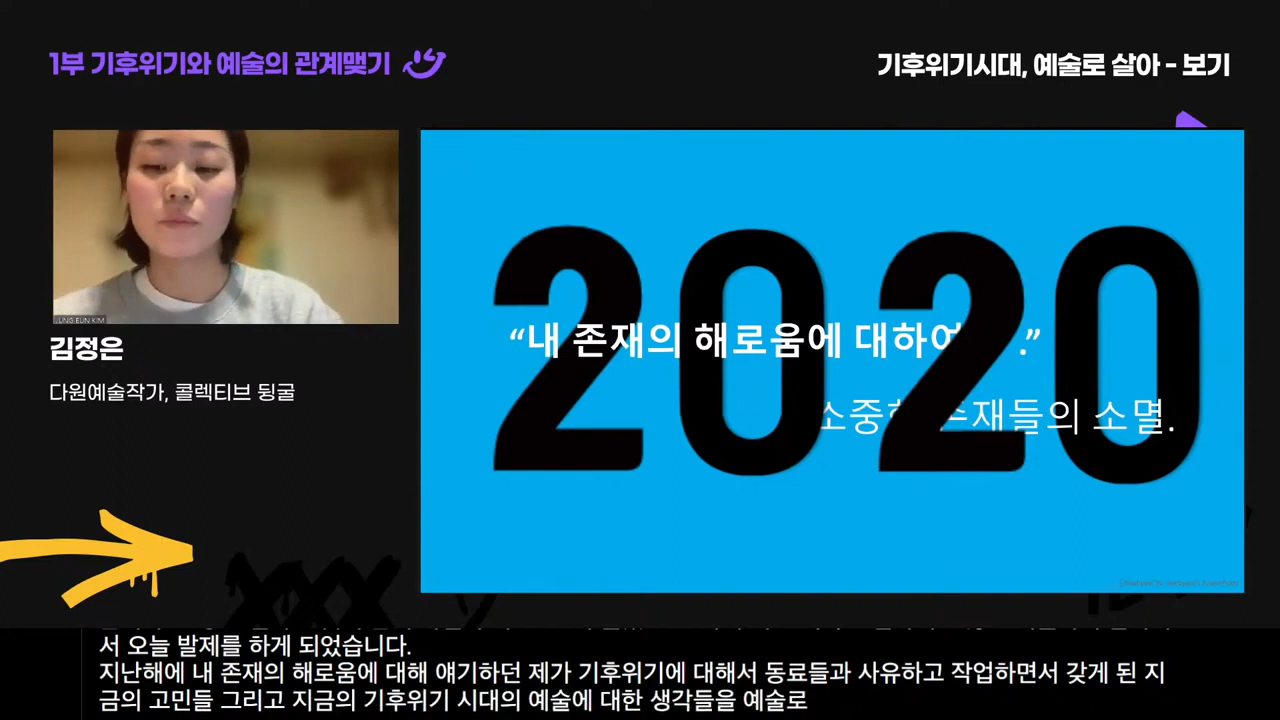 1부 기후위기와 예술의 관계맺기
기후위기시대, 예술로 살아 - 보기
JUNG EUN KIM
김정은
다원예술작가, 콜렉티브 뒹굴
2020
“내 존재의 해로움에 대하여 .”
존재들의 소멸.
서 오늘 발제를 하게 되었습니다.
지난해에 내 존재의 해로움에 대해 얘기하던 제가 기후위기에 대해서 동료들과 사유하고 작업하면서 갖게 된 지
금의 고민들 그리고 지금의 기후위기 시대의 예술에 대한 생각들을 예술로